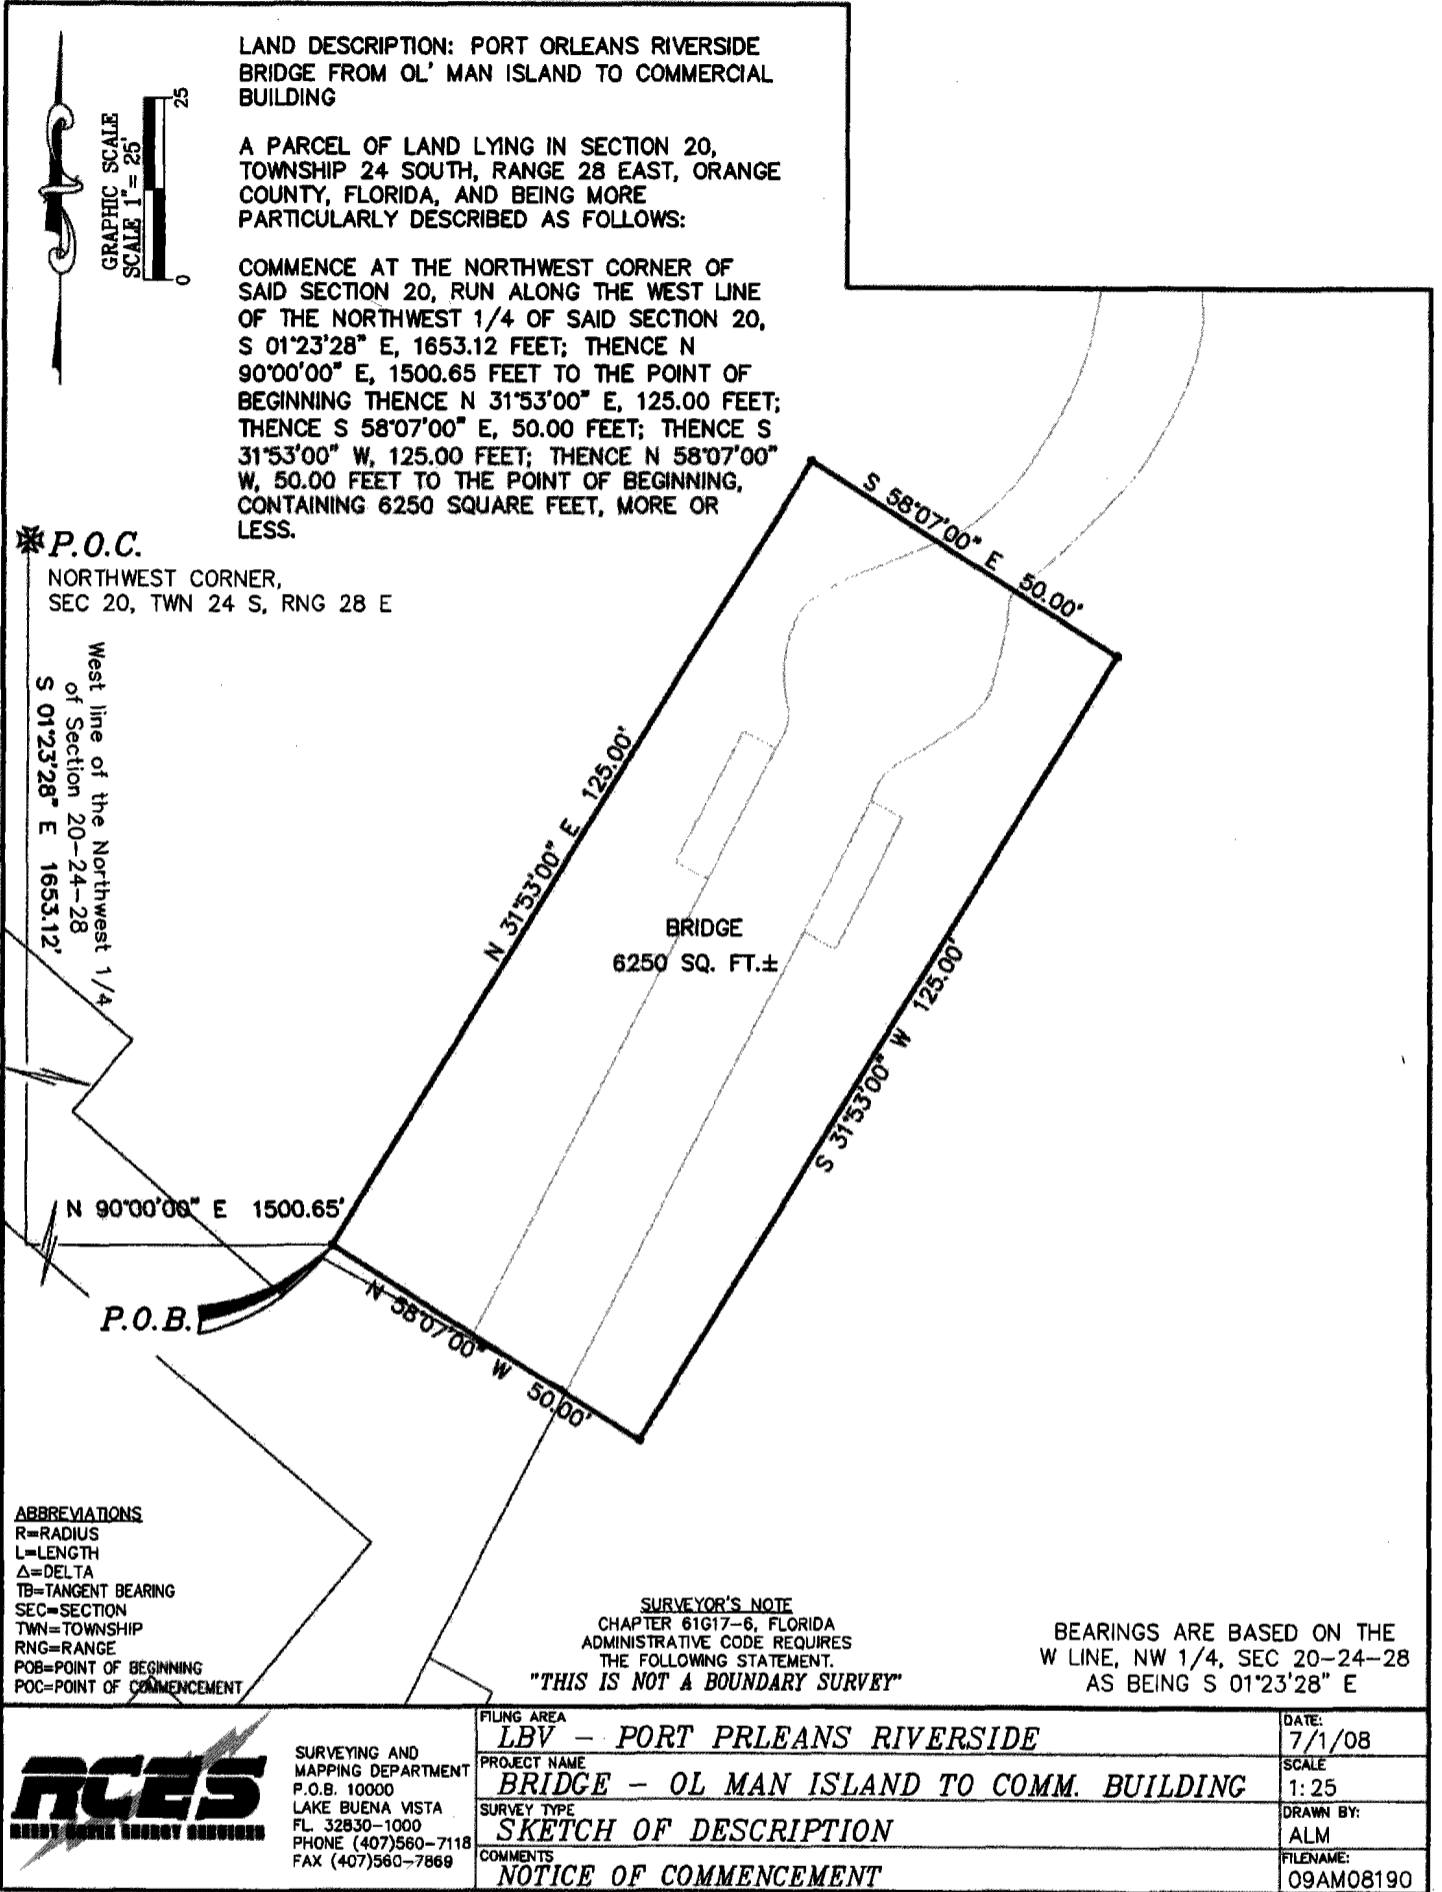 LAND DESCRIPTION: PORT ORLEANS RIVERSIDE
BRIDGE FROM OL' MAN ISLAND TO COMMERCIAL
BUILDING
GRAPHIC SCALE
SCALE 1"= 25'
0
25
A PARCEL OF LAND LYING IN SECTION 20,
TOWNSHIP 24 SOUTH, RANGE 28 EAST, ORANGE
COUNTY, FLORIDA, AND BEING MORE
PARTICULARLY DESCRIBED AS FOLLOWS:
COMMENCE AT THE NORTHWEST CORNER OF
SAID SECTION 20, RUN ALONG THE WEST LINE
OF THE NORTHWEST 1/4 OF SAID SECTION 20,
S 01°23'28" E, 1653.12 FEET; THENCE N
90°00'00" E, 1500.65 FEET TO THE POINT OF
BEGINNING THENCE N 31°53'00" E, 125.00 FEET;
THENCE S 58°07'00" E, 50.00 FEET; THENCE S
31°53'00" W, 125.00 FEET; THENCE N 58°07'00"
W, 50.00 FEET TO THE POINT OF BEGINNING,
CONTAINING 6250 SQUARE FEET, MORE OR
LESS.
P.O.C.
NORTHWEST CORNER,
SEC 20, TWN 24 S, RNG 28 E
West line of the Northwest 1/4
of Section 20-24-28
S 01°23'28" E 1653.12'
S 58°07'00" E 50.00'
N 31°53'00" E 125.00'
BRIDGE
6250 SQ. FT.±
S 31°53'00" W 125.00'
N 90°00'00" E 1500.65'
P.O.B.
N 58°07'00" W 50.00'
ABBREVIATIONS
R=RADIUS
L=LENGTH
Δ=DELTA
TB=TANGENT BEARING
SEC=SECTION
TWN=TOWNSHIP
RNG=RANGE
POB=POINT OF BEGINNING
POC=POINT OF COMMENCEMENT
SURVEYOR'S NOTE
CHAPTER 61G17-6, FLORIDA
ADMINISTRATIVE CODE REQUIRES
THE FOLLOWING STATEMENT.
"THIS IS NOT A BOUNDARY SURVEY"
BEARINGS ARE BASED ON THE
W LINE, NW 1/4, SEC 20-24-28
AS BEING S 01°23'28" E
RCES
REEDY CREEK ENERGY SERVICES
SURVEYING AND
MAPPING DEPARTMENT
P.O.B. 10000
LAKE BUENA VISTA
FL. 32830-1000
PHONE (407)560-7118
FAX (407)560-7869
FILING AREA
LBV - PORT PRLEANS RIVERSIDE
PROJECT NAME
BRIDGE - OL MAN ISLAND TO COMM. BUILDING
SURVEY TYPE
SKETCH OF DESCRIPTION
COMMENTS
NOTICE OF COMMENCEMENT
DATE:
7/1/08
SCALE
1:25
DRAWN BY:
ALM
FILENAME:
09AM08190